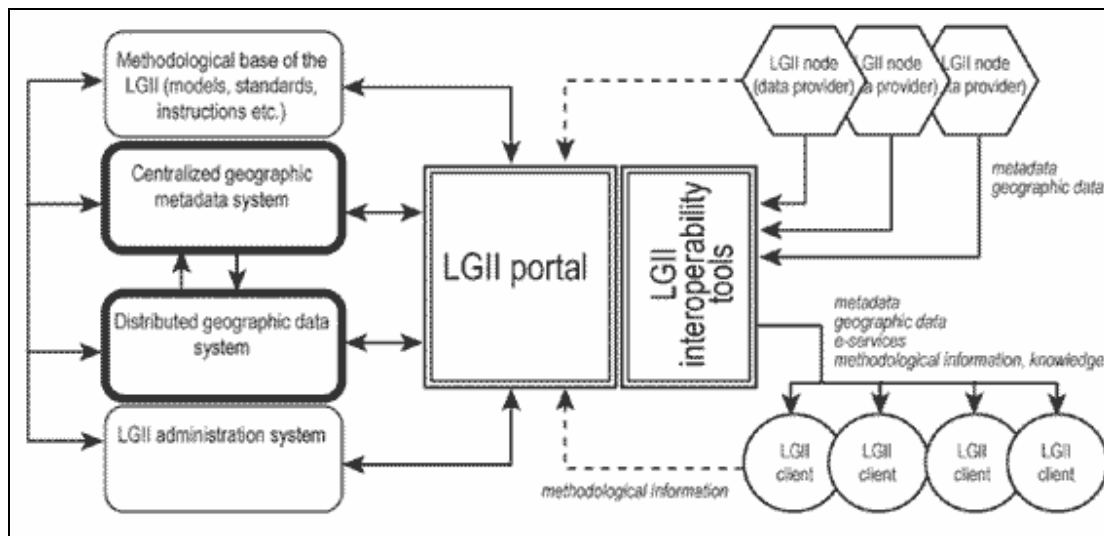 Methodological base of the
LGII (models, standards,
instructions etc.)
Centralized geographic
metadata system
Distributed geographic data
system
LGII administration system
LGII portal
LGII
interoperability
tools
LGII node
(data provider)
LGII node
ta provider)
LGII node
ta provider)
metadata
geographic data
metadata
geographic data
e-services
methodological information, knowledge
LGII
client
LGII
client
LGII
client
LGII
client
methodological information